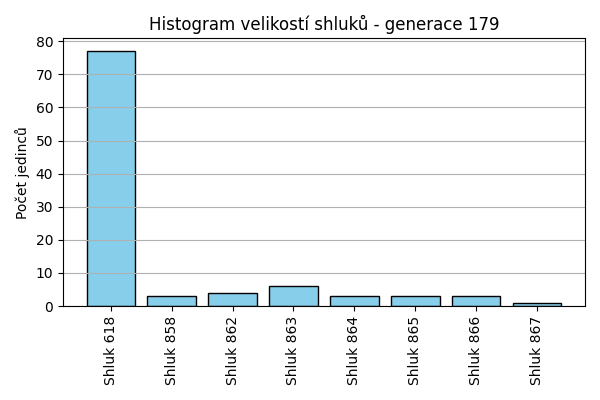 Histogram velikostí shluků - generace 179
Počet jedinců
80
70
60
50
40
30
20
10
0
Shluk 618
Shluk 858
Shluk 862
Shluk 863
Shluk 864
Shluk 865
Shluk 866
Shluk 867